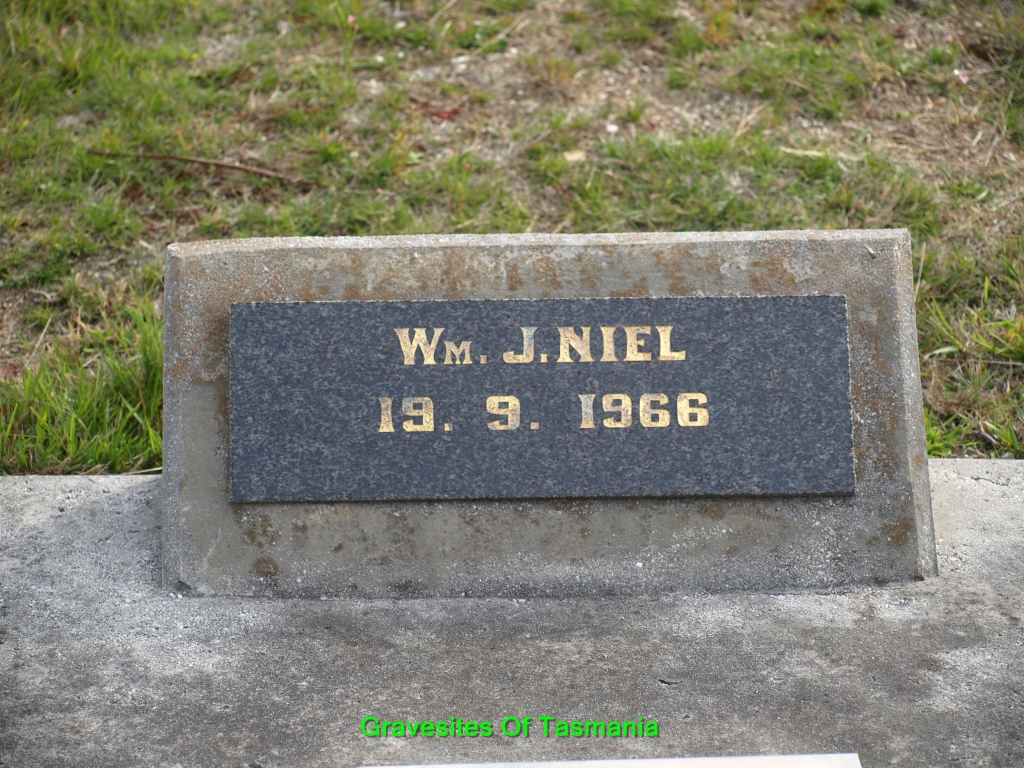 Wm. J. NIEL
19. 9. 1966
Gravesites Of Tasmania